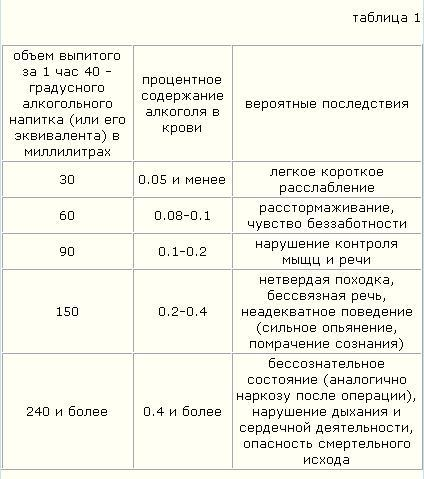 таблица 1
объем выпитого
за 1 час 40 -
градусного
алкогольного
напитка (или его
эквивалента) в
миллилитрах
процентное
содержание
алкоголя в
крови
вероятные последствия
30
0.05 и менее
легкое короткое
расслабление
60
0.08-0.1
расстормаживание,
чувство беззаботности
90
0.1-0.2
нарушение контроля
мыщц и речи
150
0.2-0.4
нетвердая походка,
бессвязная речь,
неадекватное поведение
(сильное опьянение,
помрачение сознания)
240 и более
0.4 и более
бессознательное
состояние (аналогично
наркозу после операции),
нарушение дыхания и
сердечной деятельности,
опасность смертельного
исхода